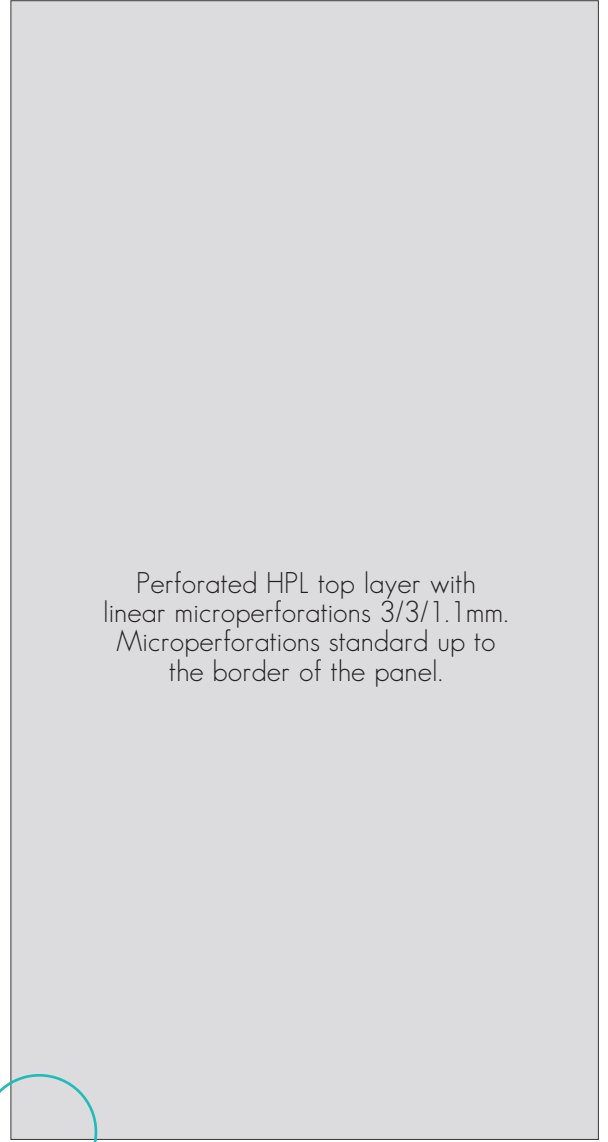 Perforated HPL top layer with
linear microperforations 3/3/1.1mm.
Microperforations standard up to
the border of the panel.